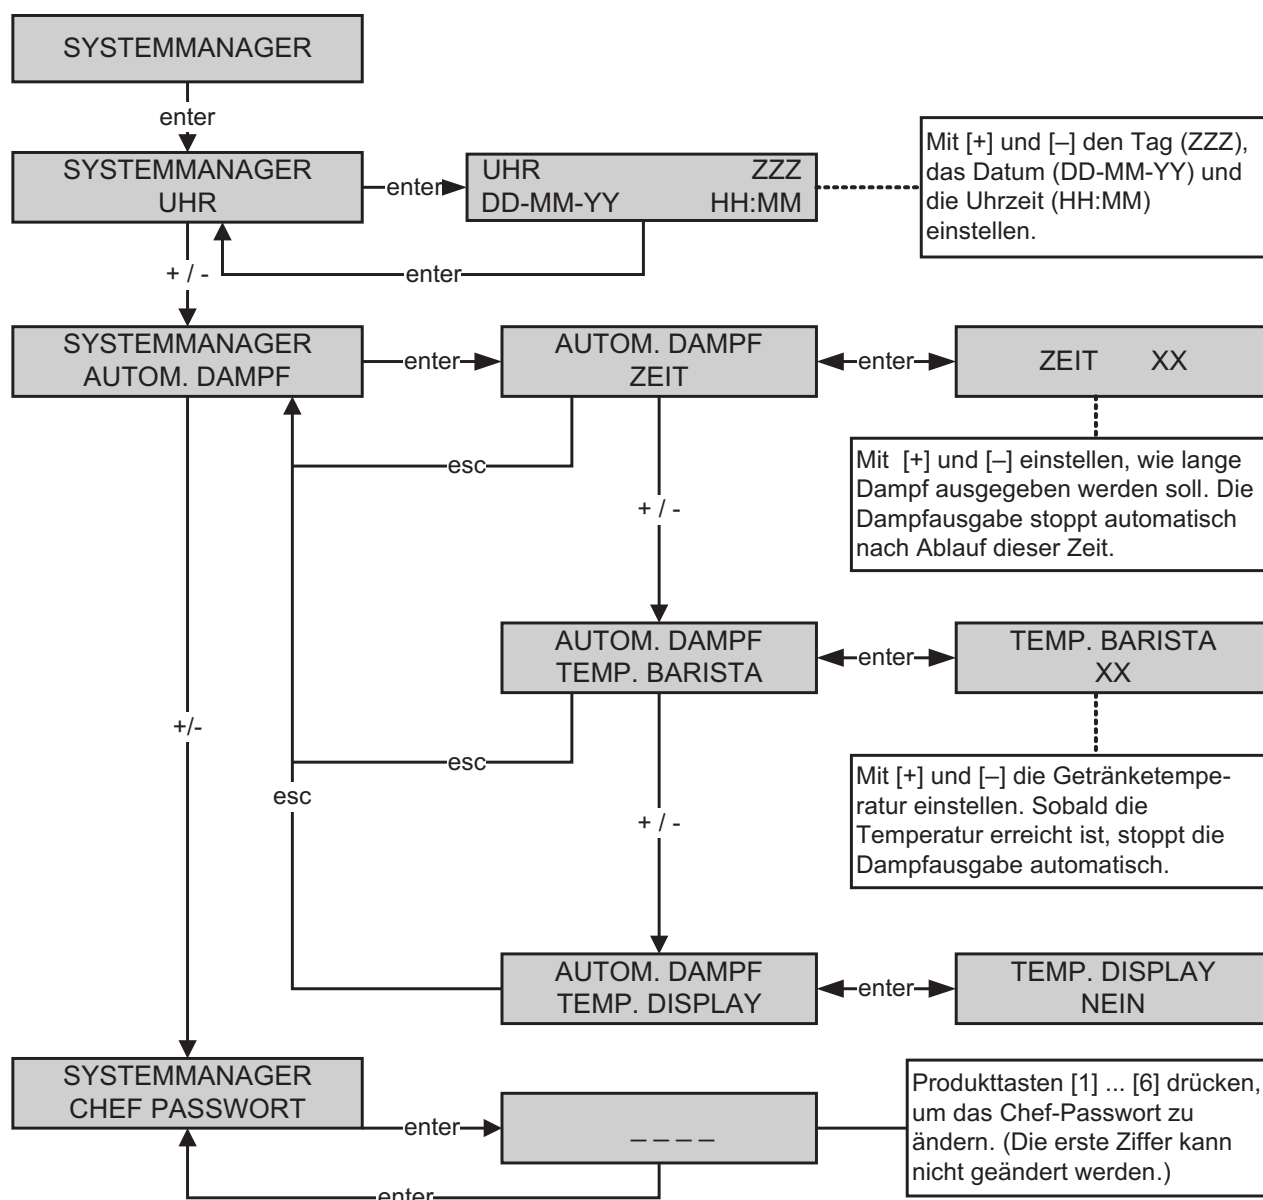 SYSTEMMANAGER
enter
SYSTEMMANAGER
UHR
enter
UHR ZZZ
DD-MM-YY HH:MM
Mit [+] und [–] den Tag (ZZZ),
das Datum (DD-MM-YY) und
die Uhrzeit (HH:MM)
einstellen.
enter
+ / -
SYSTEMMANAGER
AUTOM. DAMPF
enter
AUTOM. DAMPF
ZEIT
enter
ZEIT XX
Mit [+] und [–] einstellen, wie lange
Dampf ausgegeben werden soll. Die
Dampfausgabe stoppt automatisch
nach Ablauf dieser Zeit.
esc
+ / -
AUTOM. DAMPF
TEMP. BARISTA
enter
TEMP. BARISTA
XX
Mit [+] und [–] die Getränketempe-
ratur einstellen. Sobald die
Temperatur erreicht ist, stoppt die
Dampfausgabe automatisch.
+/-
esc
esc
+ / -
AUTOM. DAMPF
TEMP. DISPLAY
enter
TEMP. DISPLAY
NEIN
SYSTEMMANAGER
CHEF PASSWORT
enter
_ _ _ _
Produkttasten [1] ... [6] drücken,
um das Chef-Passwort zu
ändern. (Die erste Ziffer kann
nicht geändert werden.)
enter